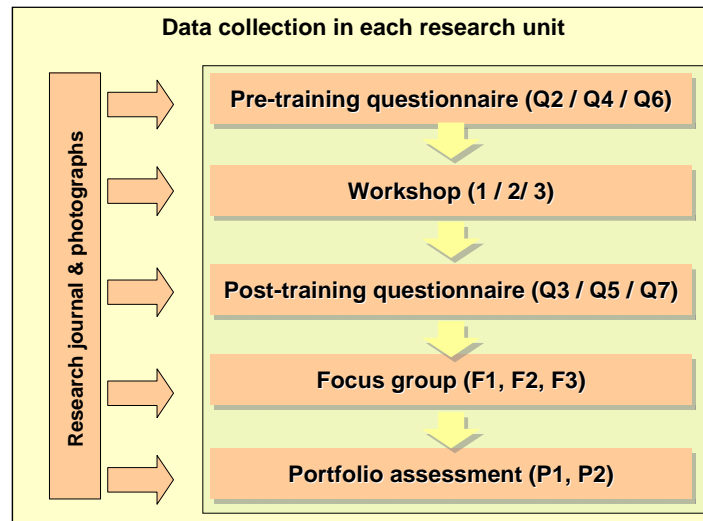 Data collection in each research unit
Research journal & photographs
Pre-training questionnaire (Q2 / Q4 / Q6)
Workshop (1 / 2/ 3)
Post-training questionnaire (Q3 / Q5 / Q7)
Focus group (F1, F2, F3)
Portfolio assessment (P1, P2)